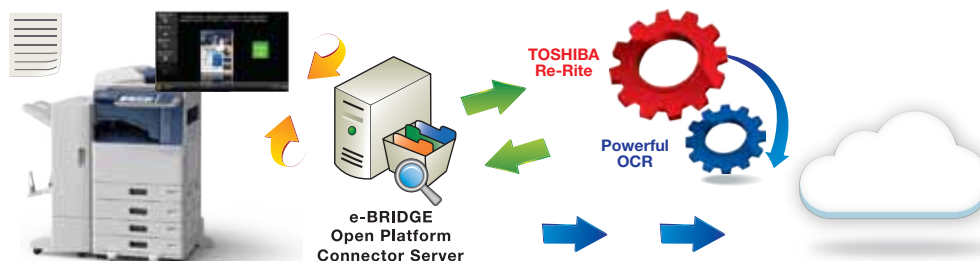 TOSHIBA
Re-Rite
Powerful
OCR
e-BRIDGE
Open Platform
Connector Server